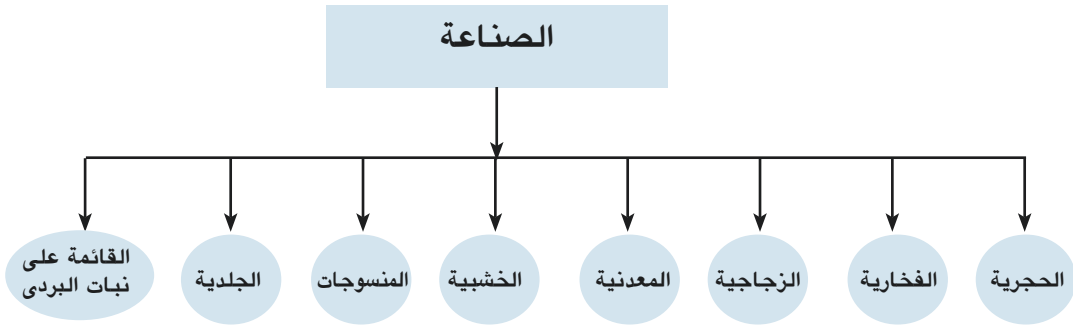 الصناعة
الحجرية
الفخارية
الزجاجية
المعدنية
الخشبية
المنسوجات
الجلدية
القائمة على
نبات البردى